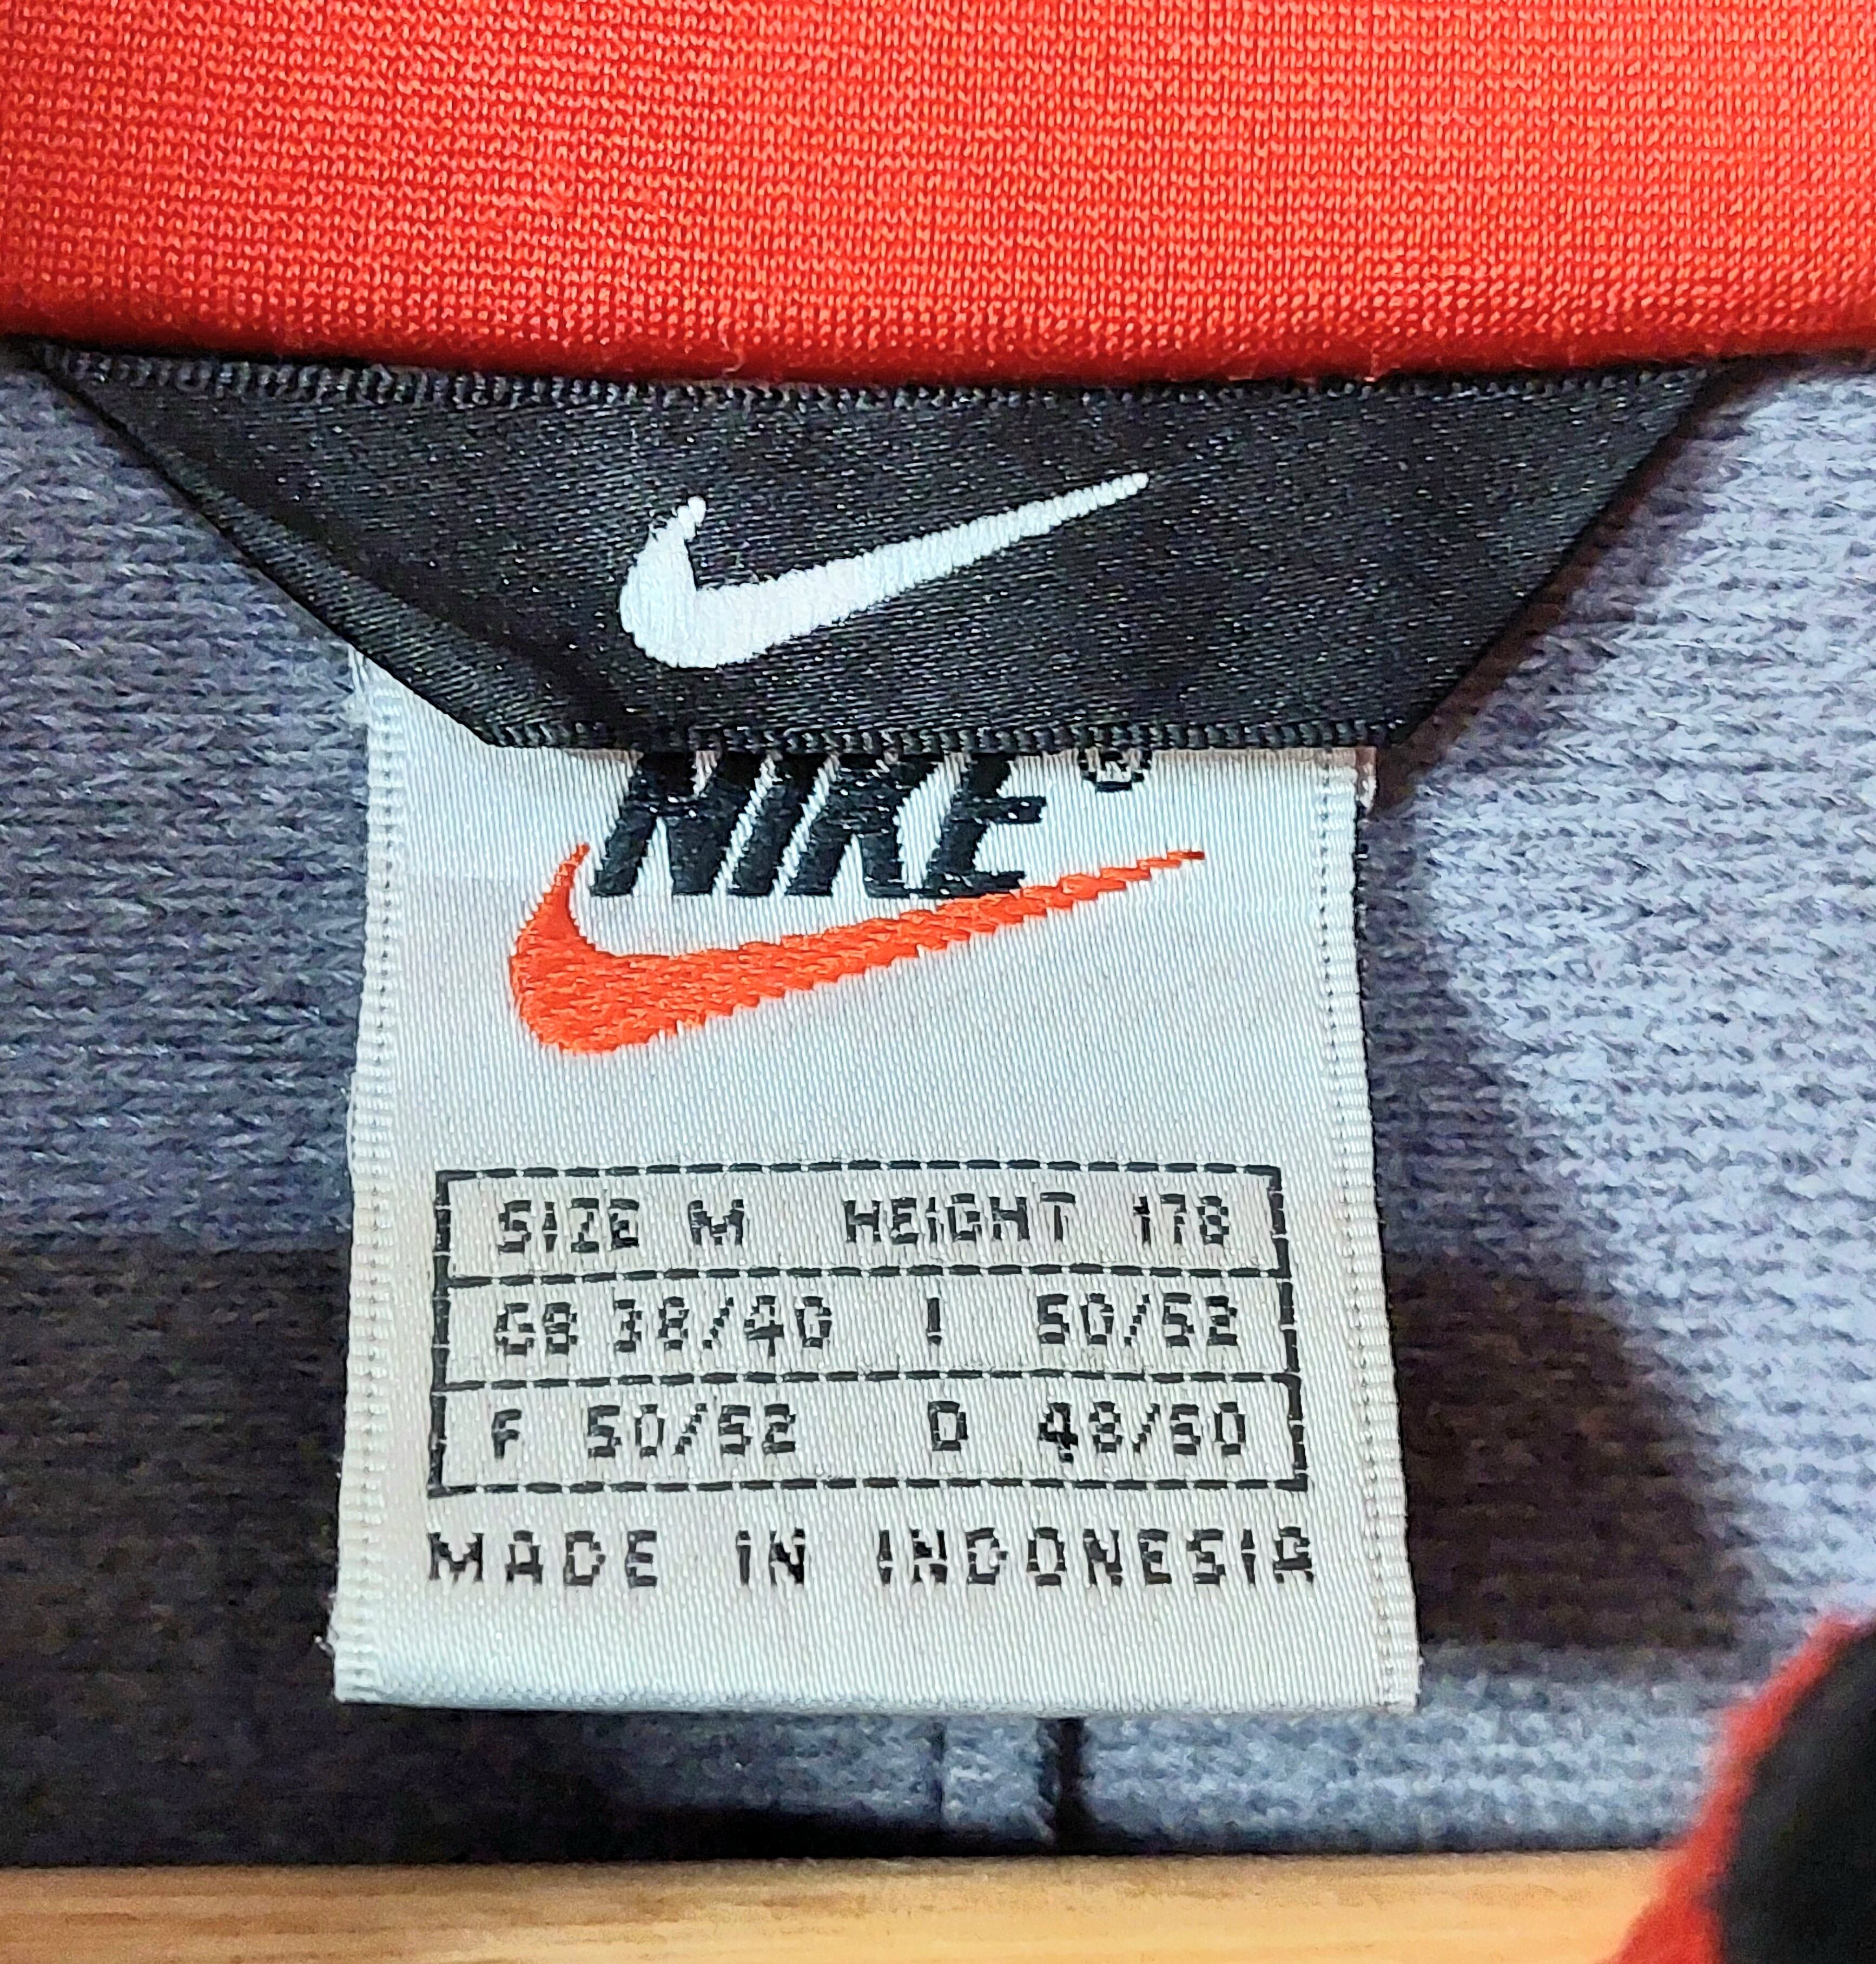 NIKE®
SIZE M HEIGHT 178
GB 38/40 I 50/52
F 50/52 D 48/50
MADE IN INDONESIA